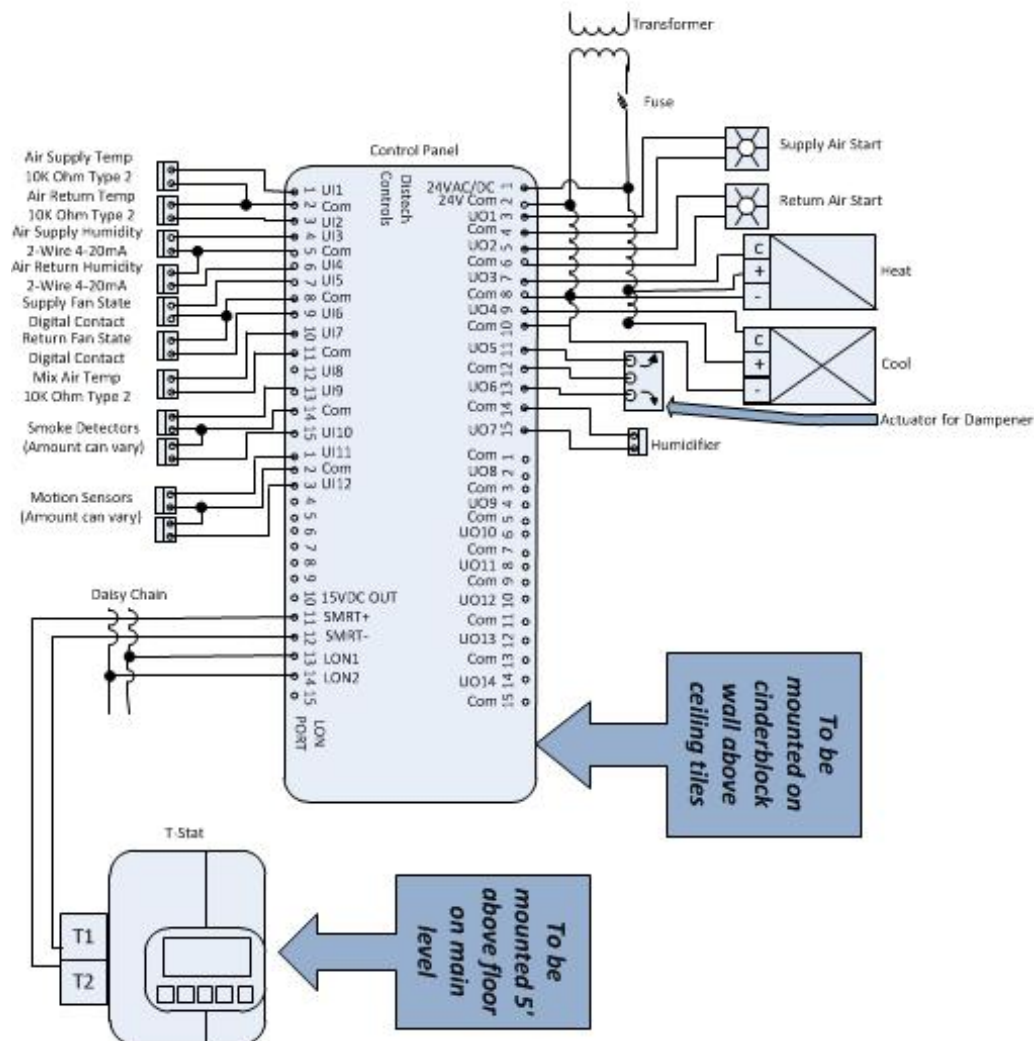 Transformer
Fuse
Control Panel
Distech
Controls
Air Supply Temp
10K Ohm Type 2
Air Return Temp
10K Ohm Type 2
Air Supply Humidity
2-Wire 4-20mA
Air Return Humidity
2-Wire 4-20mA
Supply Fan State
Digital Contact
Return Fan State
Digital Contact
Mix Air Temp
10K Ohm Type 2
Smoke Detectors
(Amount can vary)
Motion Sensors
(Amount can vary)
Daisy Chain
1 UI1
2 Com
3 UI2
4 UI3
5 Com
6 UI4
7 UI5
8 Com
9 UI6
10 UI7
11 Com
12 UI8
13 UI9
14 Com
15 UI10
1 UI11
2 Com
3 UI12
4
5
6
7
8
9
10 15VDC OUT
11 SMRT+
12 SMRT-
13 LON1
14 LON2
15
LON
PORT
24VAC/DC 1
24V Com 2
UO1 3
Com 4
UO2 5
Com 6
UO3 7
Com 8
UO4 9
Com 10
UO5 11
Com 12
UO6 13
Com 14
UO7 15
Com 1
UO8 2
Com 3
UO9 4
Com 5
UO10 6
Com 7
UO11 8
Com 9
UO12 10
Com 11
UO13 12
Com 13
UO14 14
Com 15
Supply Air Start
Return Air Start
C
+
-
Heat
C
+
-
Cool
Actuator for Dampener
Humidifier
To be
mounted on
cinderblock
wall above
ceiling tiles
T-Stat
T1
T2
To be
mounted 5'
above floor
on main
level